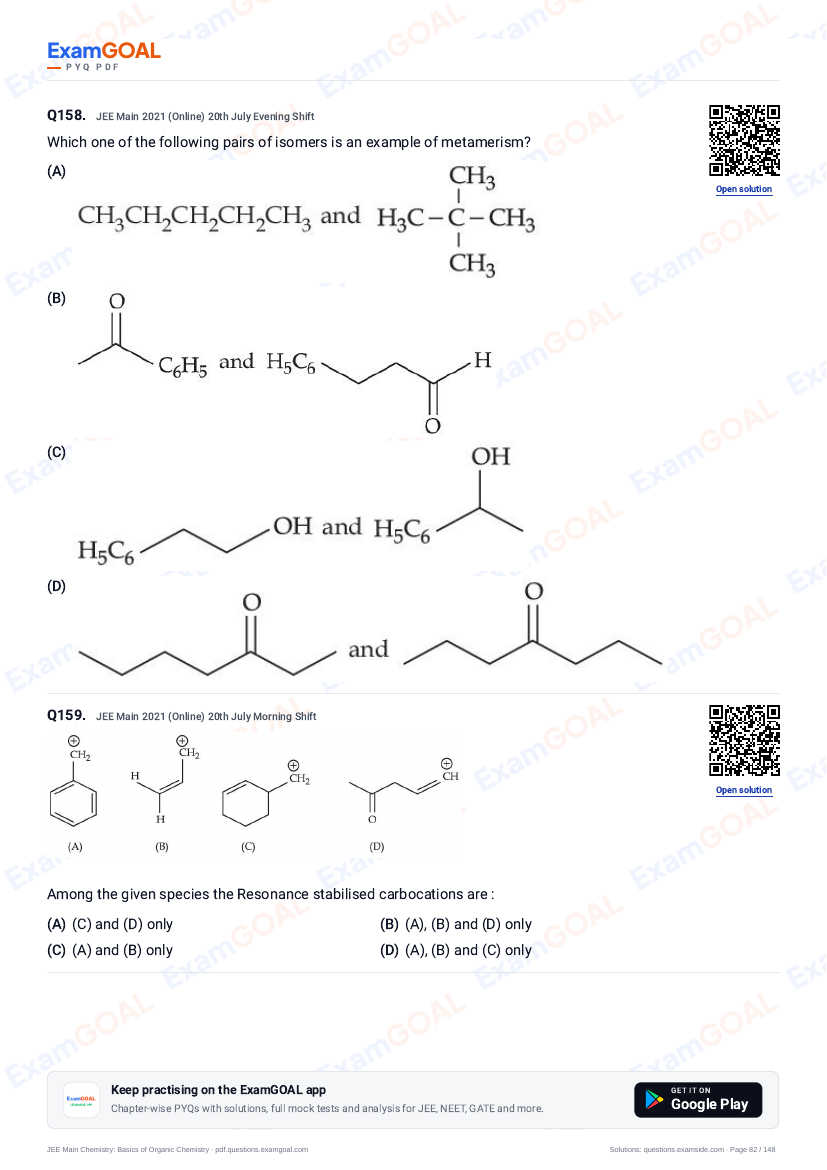 ExamGOAL
PYQ PDF
Q158. JEE Main 2021 (Online) 20th July Evening Shift
Which one of the following pairs of isomers is an example of metamerism?
Open solution
(A)
CH3
CH3CH2CH2CH2CH3 and H3C–C–CH3
CH3
(B)
O
C6H5 and H5C6 H
O
(C)
OH
H5C6 OH and H5C6
(D)
O O
and
Q159. JEE Main 2021 (Online) 20th July Morning Shift
Open solution
⊕ CH2 ⊕ CH2 ⊕ CH2 ⊕ CH
H
H O
(A) (B) (C) (D)
Among the given species the Resonance stabilised carbocations are :
(A) (C) and (D) only (B) (A), (B) and (D) only
(C) (A) and (B) only (D) (A), (B) and (C) only
Keep practising on the ExamGOAL app
Chapter-wise PYQs with solutions, full mock tests and analysis for JEE, NEET, GATE and more.
GET IT ON
Google Play
JEE Main Chemistry: Basics of Organic Chemistry · pdf.questions.examgoal.com Solutions: questions.examside.com · Page 82 / 148